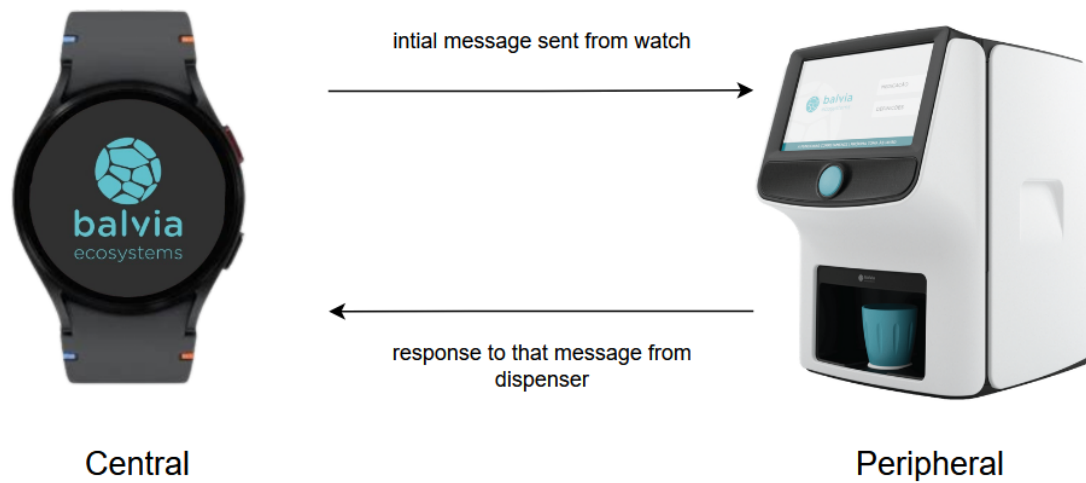 intial message sent from watch
balvia
ecosystems
balvia
response to that message from
dispenser
Central
Peripheral